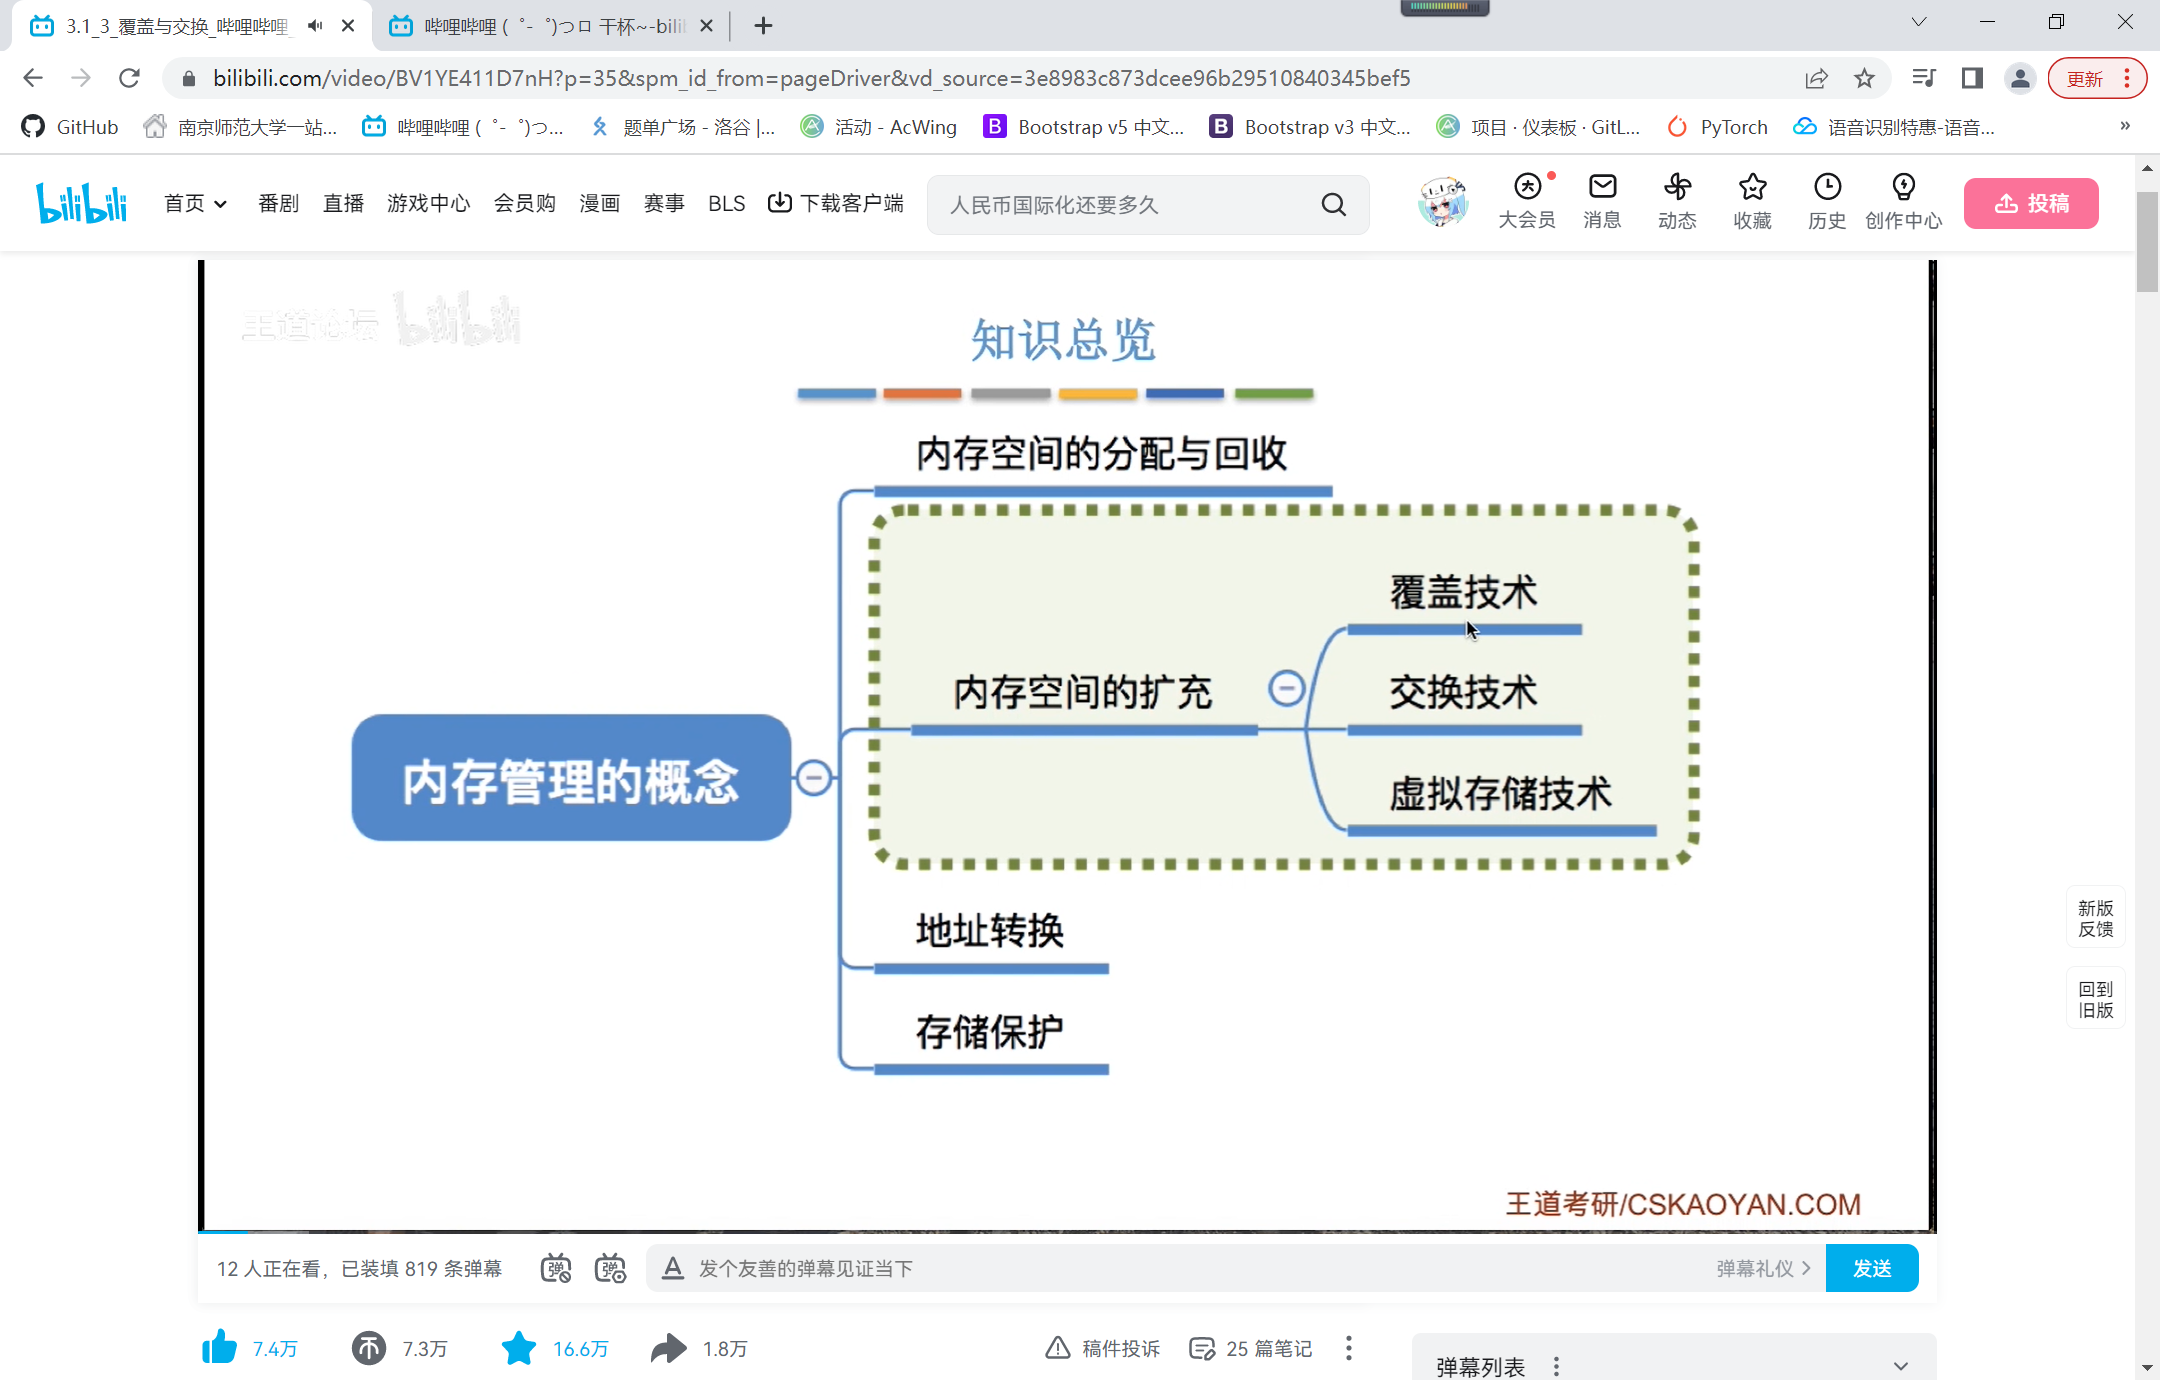 3.1_3_覆盖与交换_哔哩哔哩_
哔哩哔哩 (゜-゜)つロ 干杯~-bili
bilibili.com/video/BV1YE411D7nH?p=35&spm_id_from=pageDriver&vd_source=3e8983c873dcee96b29510840345bef5
更新
GitHub 南京师范大学一站... 哔哩哔哩 (゜-゜)つ... 题单广场 - 洛谷 |... 活动 - AcWing Bootstrap v5 中文... Bootstrap v3 中文... 项目 · 仪表板 · GitL... PyTorch 语音识别特惠-语音... »
bilibili 首页 番剧 直播 游戏中心 会员购 漫画 赛事 BLS 下载客户端 人民币国际化还要多久 大会员 消息 动态 收藏 历史 创作中心 投稿
王道论坛 bilibili
知识总览
内存空间的分配与回收
覆盖技术
内存空间的扩充
交换技术
内存管理的概念
虚拟存储技术
地址转换
存储保护
新版
反馈
回到
旧版
王道考研/CSKAOYAN.COM
12 人正在看，已装填 819 条弹幕 弹 弹 A 发个友善的弹幕见证当下 弹幕礼仪 > 发送
7.4万 7.3万 16.6万 1.8万 稿件投诉 25 篇笔记
弹幕列表